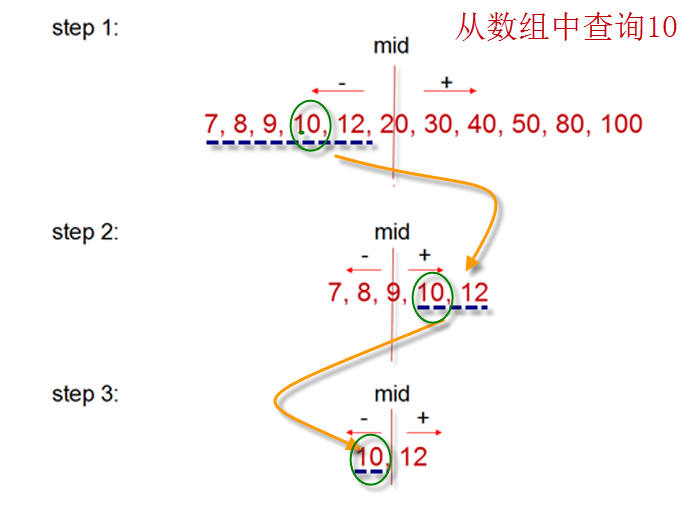 从数组中查询10
step 1:
mid
- +
7, 8, 9, 10, 12, 20, 30, 40, 50, 80, 100
step 2:
mid
- +
7, 8, 9, 10, 12
step 3:
mid
- +
10, 12